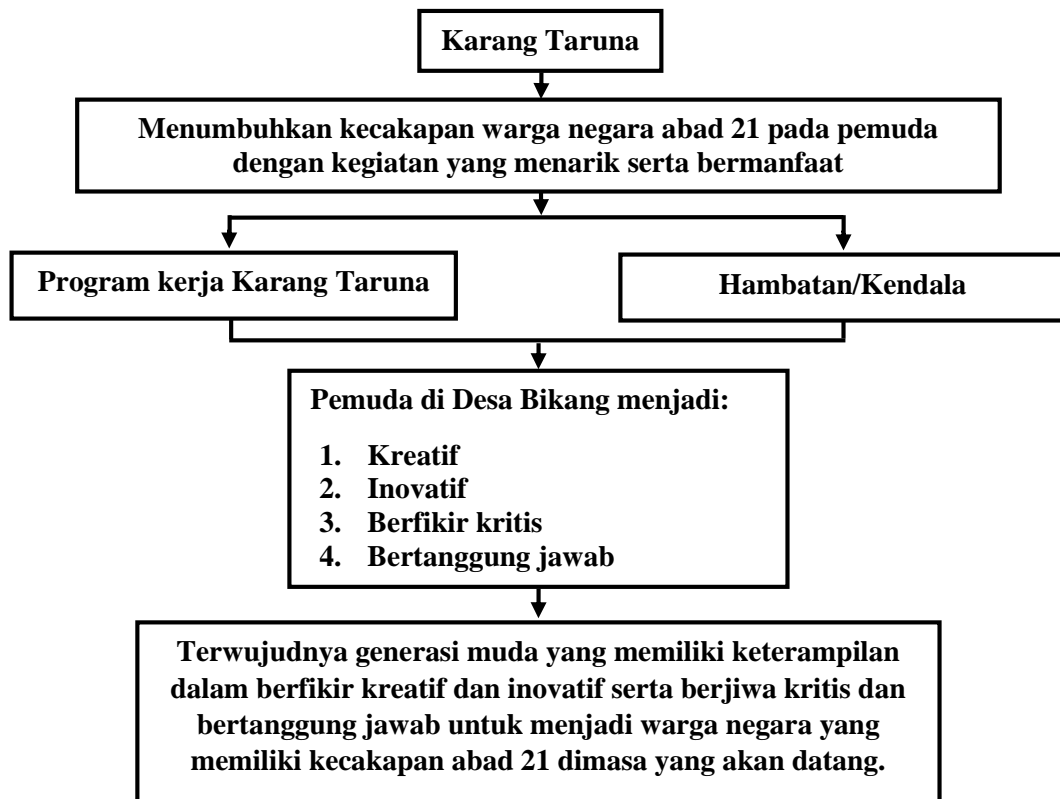 Karang Taruna
Menumbuhkan kecakapan warga negara abad 21 pada pemuda
dengan kegiatan yang menarik serta bermanfaat
Program kerja Karang Taruna
Hambatan/Kendala
Pemuda di Desa Bikang menjadi:
1. Kreatif
2. Inovatif
3. Berfikir kritis
4. Bertanggung jawab
Terwujudnya generasi muda yang memiliki keterampilan
dalam berfikir kreatif dan inovatif serta berjiwa kritis dan
bertanggung jawab untuk menjadi warga negara yang
memiliki kecakapan abad 21 dimasa yang akan datang.